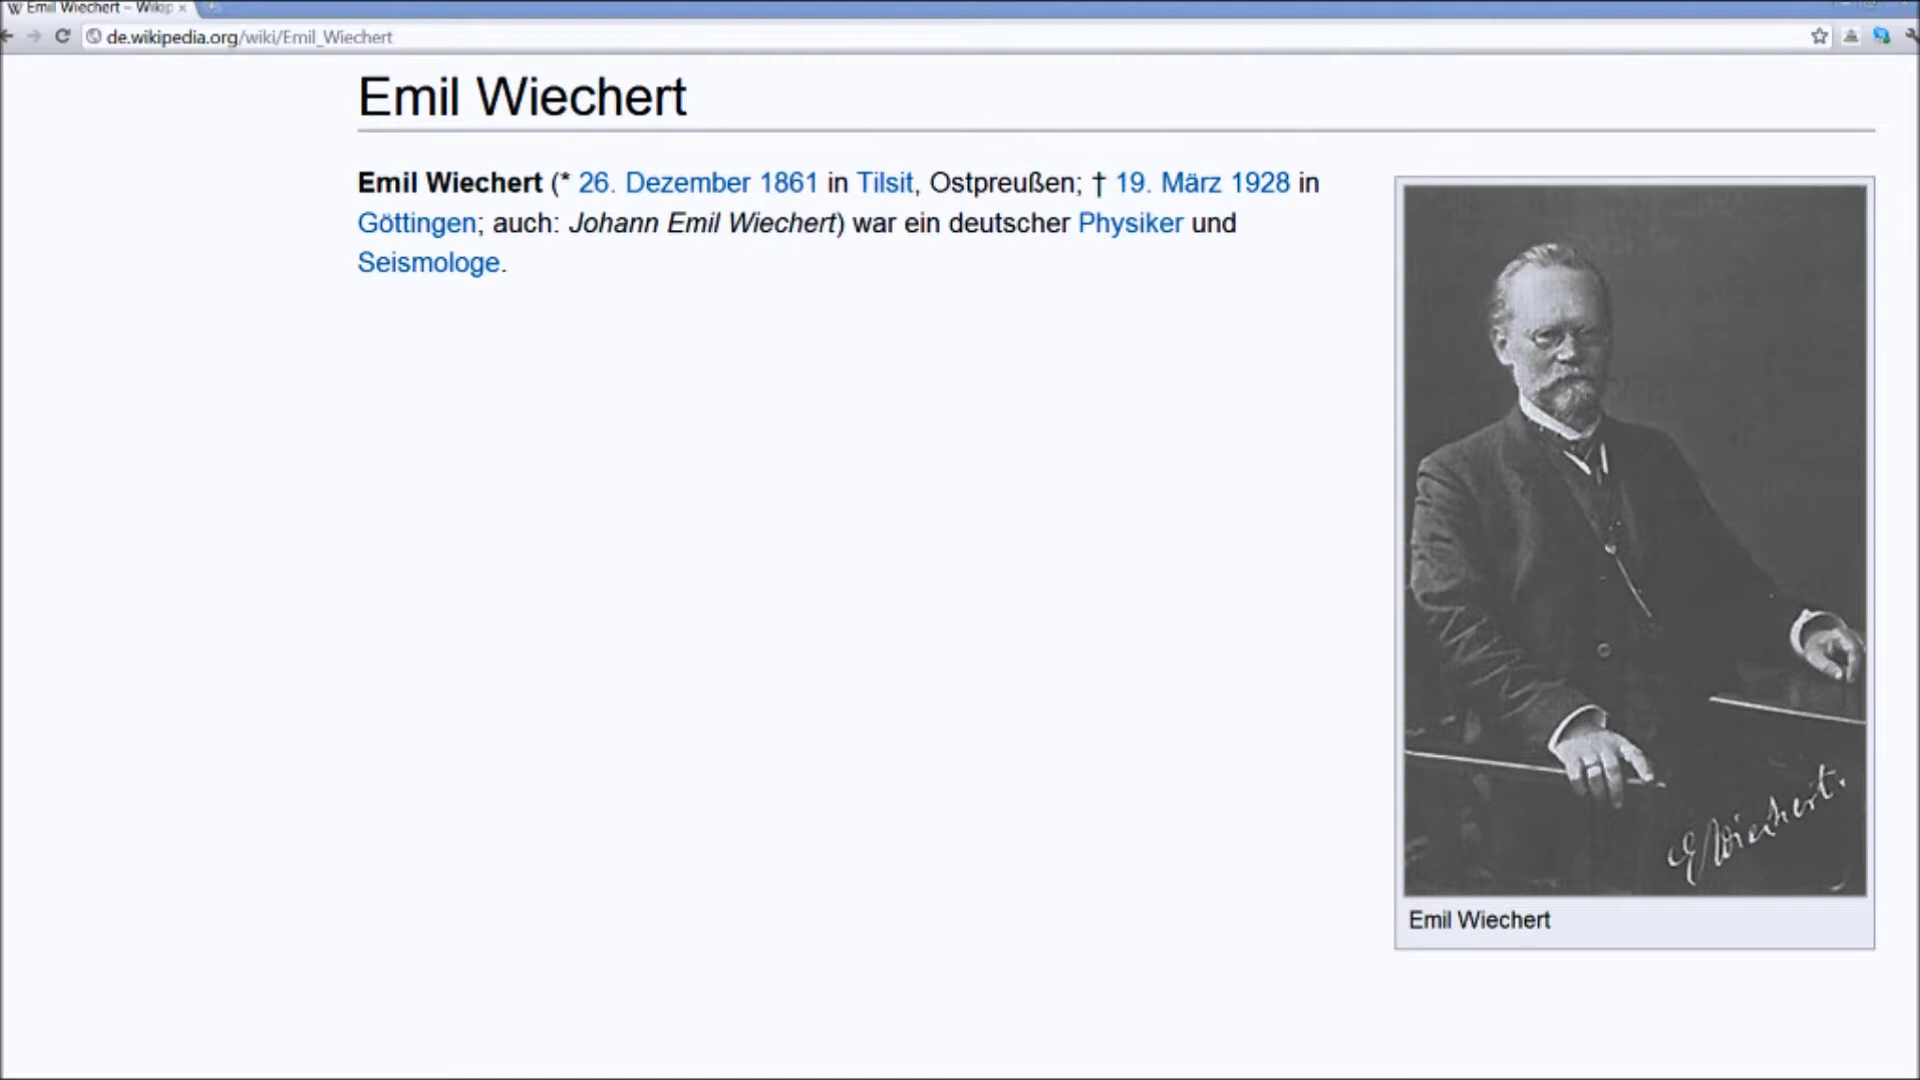 Emil Wiechert – Wikip
de.wikipedia.org/wiki/Emil_Wiechert
Emil Wiechert
Emil Wiechert (* 26. Dezember 1861 in Tilsit, Ostpreußen; † 19. März 1928 in
Göttingen; auch: Johann Emil Wiechert) war ein deutscher Physiker und
Seismologe.
E Wiechert.
Emil Wiechert